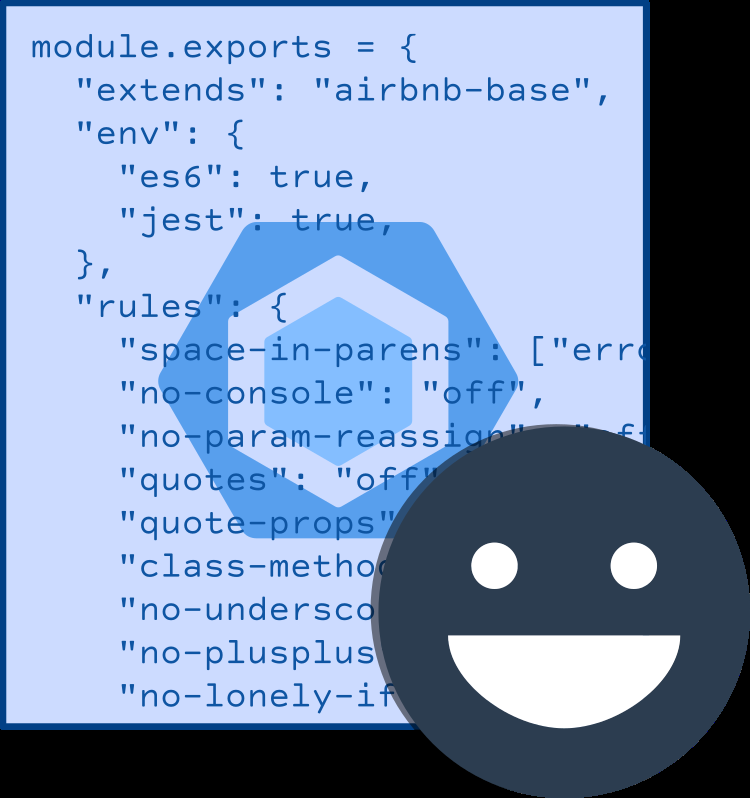 module.exports = {
"extends": "airbnb-base",
"env": {
"es6": true,
"jest": true,
},
"rules": {
"space-in-parens": ["erro
"no-console": "off",
"no-param-reassign": "off
"quotes": "off"
"quote-props"
"class-metho
"no-undersco
"no-plusplus
"no-lonely-if